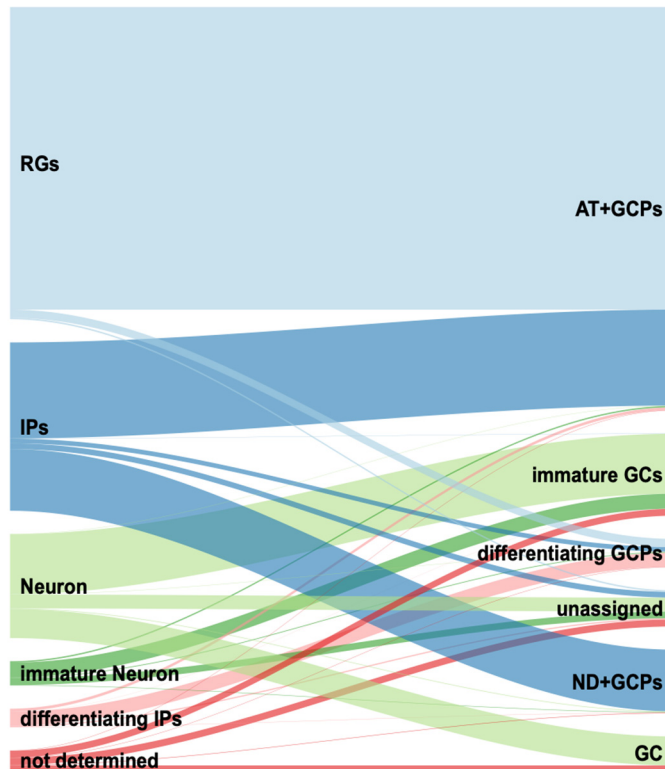 RGs
AT+GCPs
IPs
immature GCs
differentiating GCPs
Neuron
unassigned
immature Neuron
ND+GCPs
differentiating IPs
GC
not determined